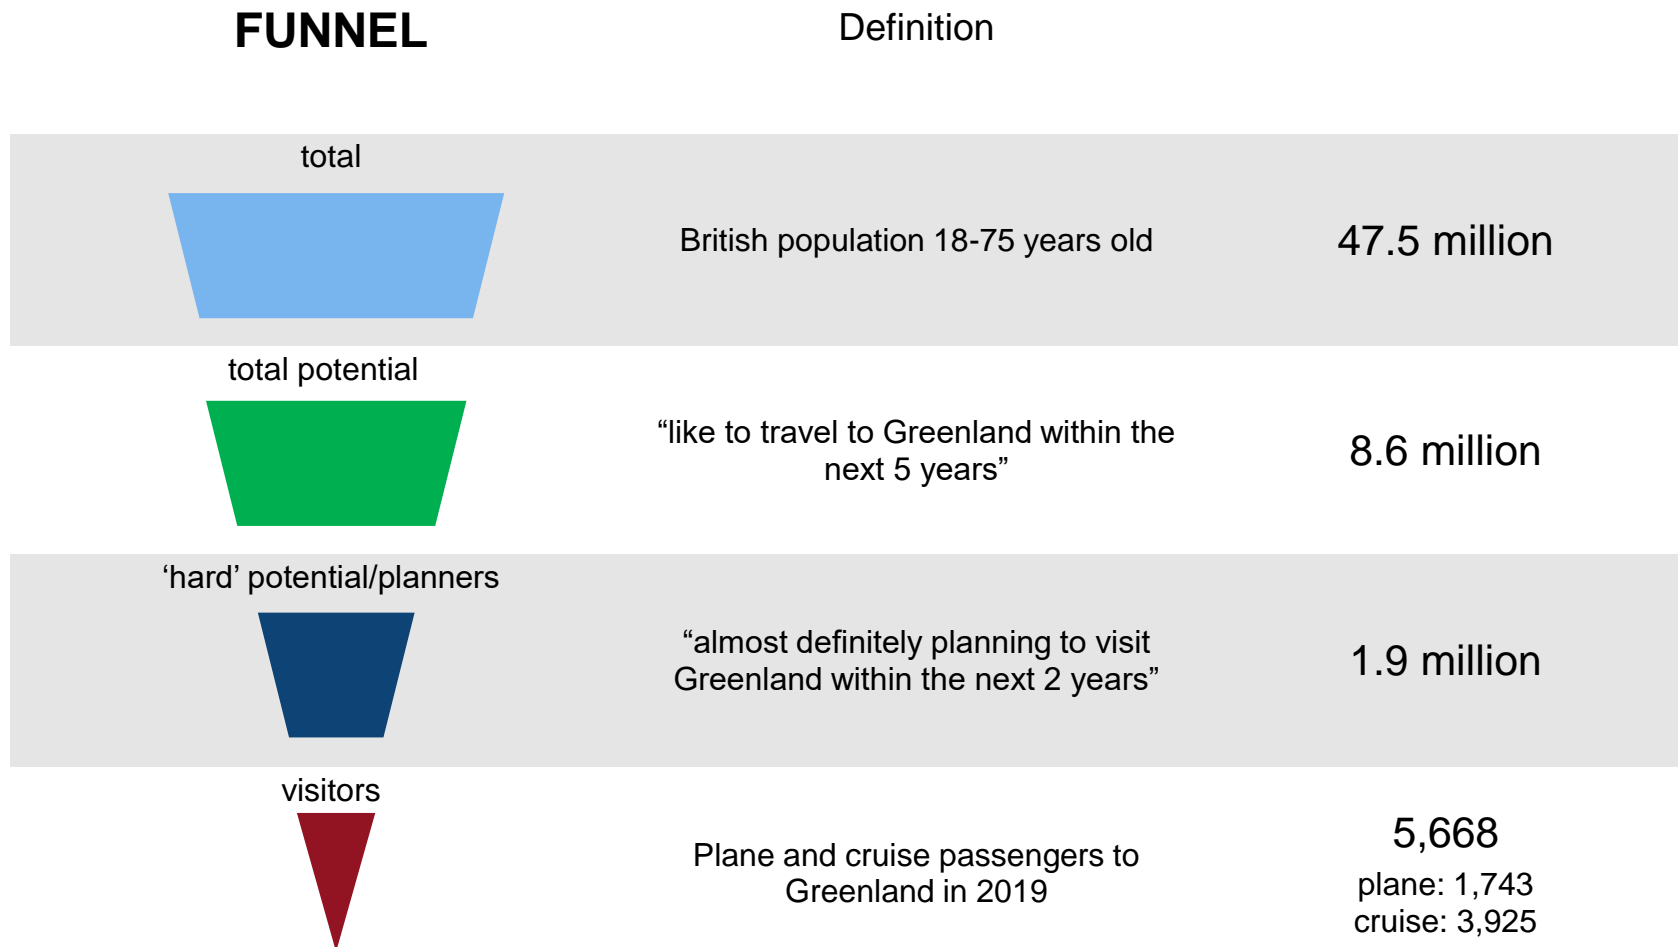 FUNNEL
Definition
total
British population 18-75 years old
47.5 million
total potential
“like to travel to Greenland within the
next 5 years”
8.6 million
‘hard’ potential/planners
“almost definitely planning to visit
Greenland within the next 2 years”
1.9 million
visitors
Plane and cruise passengers to
Greenland in 2019
5,668
plane: 1,743
cruise: 3,925